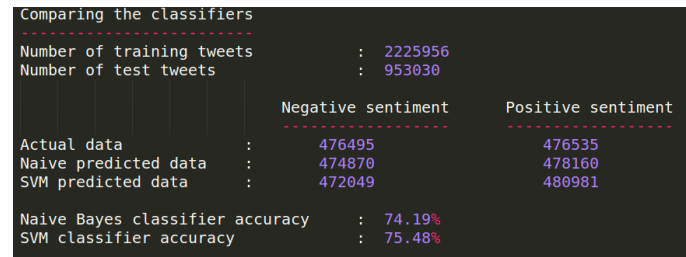 Comparing the classifiers
-------------------------
Number of training tweets : 2225956
Number of test tweets : 953030
Negative sentiment Positive sentiment
------------------ ------------------
Actual data : 476495 476535
Naive predicted data : 474870 478160
SVM predicted data : 472049 480981
Naive Bayes classifier accuracy : 74.19%
SVM classifier accuracy : 75.48%